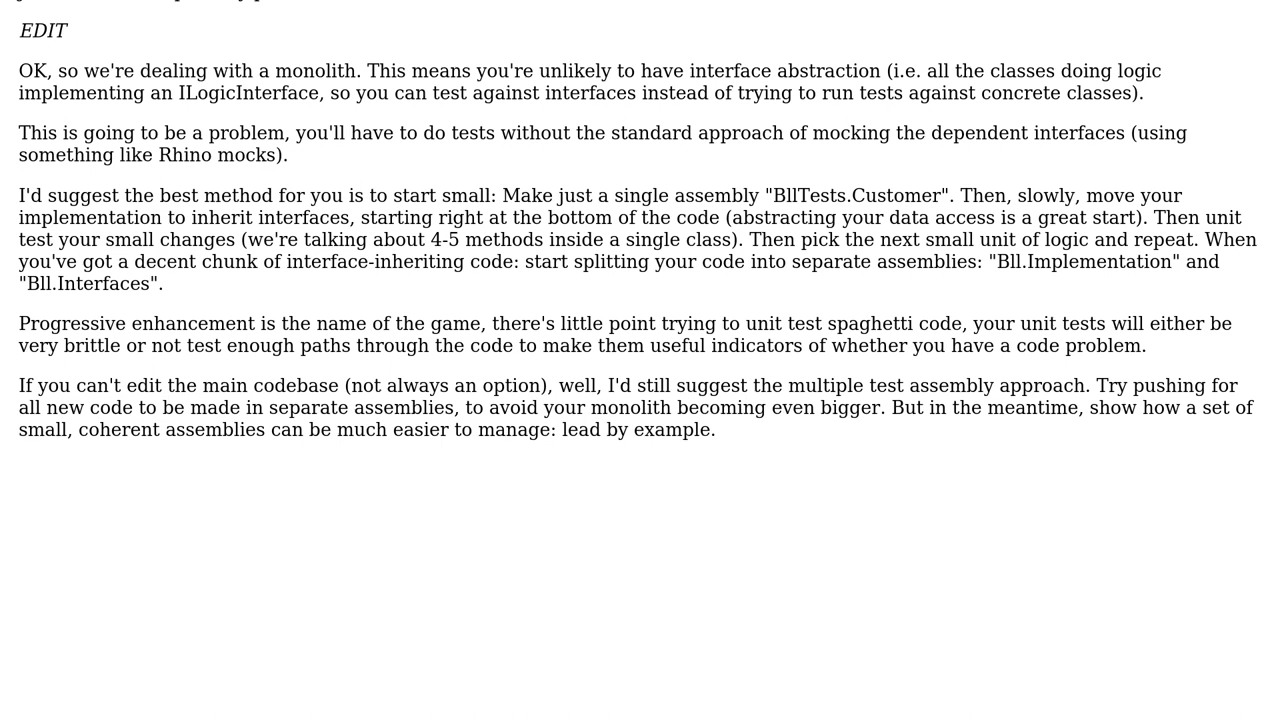 EDIT
OK, so we're dealing with a monolith. This means you're unlikely to have interface abstraction (i.e. all the classes doing logic
implementing an ILogicInterface, so you can test against interfaces instead of trying to run tests against concrete classes).
This is going to be a problem, you'll have to do tests without the standard approach of mocking the dependent interfaces (using
something like Rhino mocks).
I'd suggest the best method for you is to start small: Make just a single assembly "BllTests.Customer". Then, slowly, move your
implementation to inherit interfaces, starting right at the bottom of the code (abstracting your data access is a great start). Then unit
test your small changes (we're talking about 4-5 methods inside a single class). Then pick the next small unit of logic and repeat. When
you've got a decent chunk of interface-inheriting code: start splitting your code into separate assemblies: "Bll.Implementation" and
"Bll.Interfaces".
Progressive enhancement is the name of the game, there's little point trying to unit test spaghetti code, your unit tests will either be
very brittle or not test enough paths through the code to make them useful indicators of whether you have a code problem.
If you can't edit the main codebase (not always an option), well, I'd still suggest the multiple test assembly approach. Try pushing for
all new code to be made in separate assemblies, to avoid your monolith becoming even bigger. But in the meantime, show how a set of
small, coherent assemblies can be much easier to manage: lead by example.